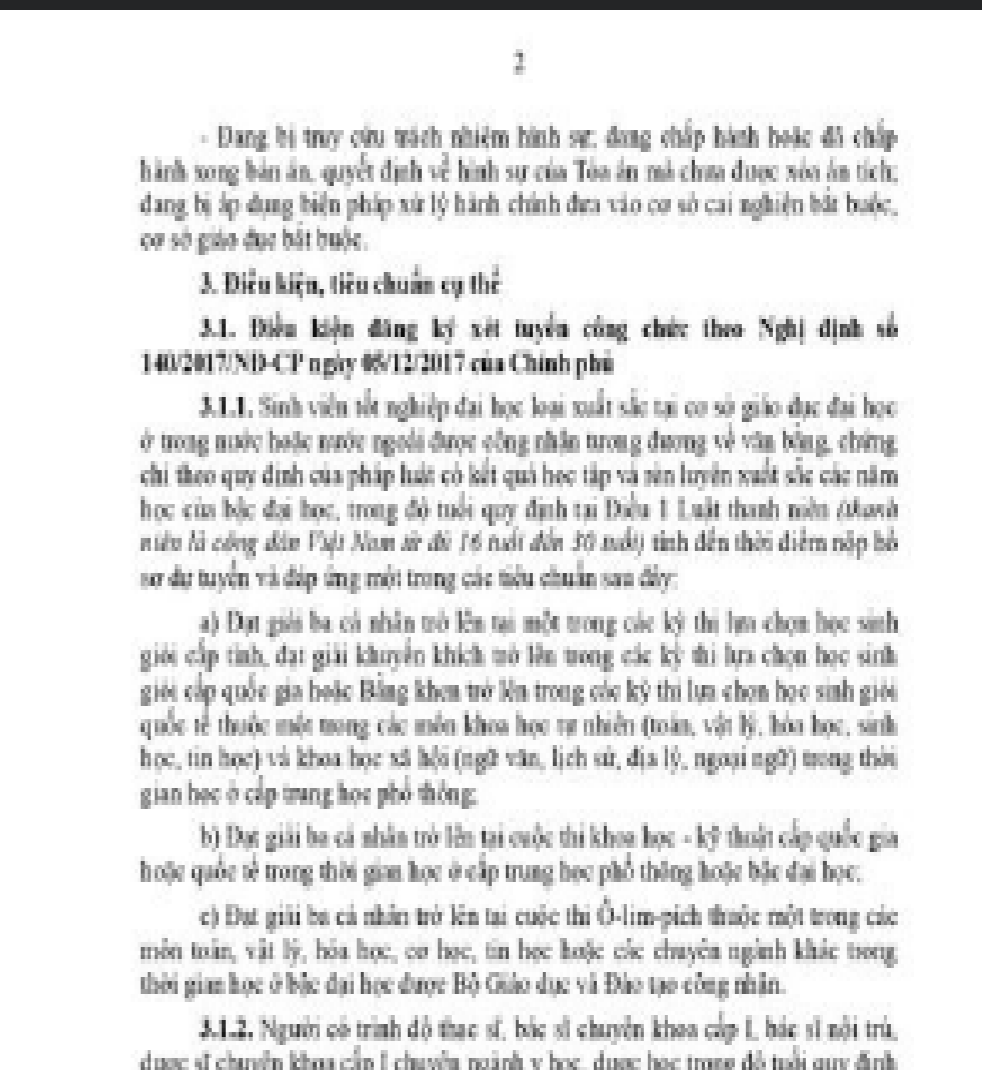 2
- Đang bị truy cứu trách nhiệm hình sự; đang chấp hành hoặc đã chấp
hành xong bản án, quyết định về hình sự của Tòa án mà chưa được xóa án tích;
đang bị áp dụng biện pháp xử lý hành chính đưa vào cơ sở cai nghiện bắt buộc,
cơ sở giáo dục bắt buộc.
3. Điều kiện, tiêu chuẩn cụ thể
3.1. Điều kiện đăng ký xét tuyển công chức theo Nghị định số
140/2017/NĐ-CP ngày 05/12/2017 của Chính phủ
3.1.1. Sinh viên tốt nghiệp đại học loại xuất sắc tại cơ sở giáo dục đại học
ở trong nước hoặc nước ngoài được công nhận tương đương về văn bằng, chứng
chỉ theo quy định của pháp luật có kết quả học tập và rèn luyện xuất sắc các năm
học của bậc đại học, trong độ tuổi quy định tại Điều 1 Luật thanh niên (thanh
niên là công dân Việt Nam từ đủ 16 tuổi đến 30 tuổi) tính đến thời điểm nộp hồ
sơ dự tuyển và đáp ứng một trong các tiêu chuẩn sau đây:
a) Đạt giải ba cá nhân trở lên tại một trong các kỳ thi lựa chọn học sinh
giỏi cấp tỉnh, đạt giải khuyến khích trở lên trong các kỳ thi lựa chọn học sinh
giỏi cấp quốc gia hoặc Bằng khen trở lên trong các kỳ thi lựa chọn học sinh giỏi
quốc tế thuộc một trong các môn khoa học tự nhiên (toán, vật lý, hóa học, sinh
học, tin học) và khoa học xã hội (ngữ văn, lịch sử, địa lý, ngoại ngữ) trong thời
gian học ở cấp trung học phổ thông;
b) Đạt giải ba cá nhân trở lên tại cuộc thi khoa học - kỹ thuật cấp quốc gia
hoặc quốc tế trong thời gian học ở cấp trung học phổ thông hoặc bậc đại học;
c) Đạt giải ba cá nhân trở lên tại cuộc thi Ô-lim-pích thuộc một trong các
môn toán, vật lý, hóa học, cơ học, tin học hoặc các chuyên ngành khác trong
thời gian học ở bậc đại học được Bộ Giáo dục và Đào tạo công nhận.
3.1.2. Người có trình độ thạc sĩ, bác sĩ chuyên khoa cấp I, bác sĩ nội trú,
dược sĩ chuyên khoa cấp I chuyên ngành y học, dược học trong độ tuổi quy định